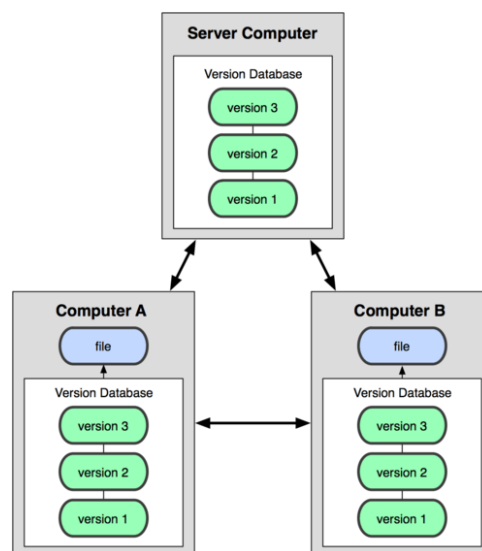 Server Computer
Version Database
version 3
version 2
version 1
Computer A
file
Version Database
version 3
version 2
version 1
Computer B
file
Version Database
version 3
version 2
version 1